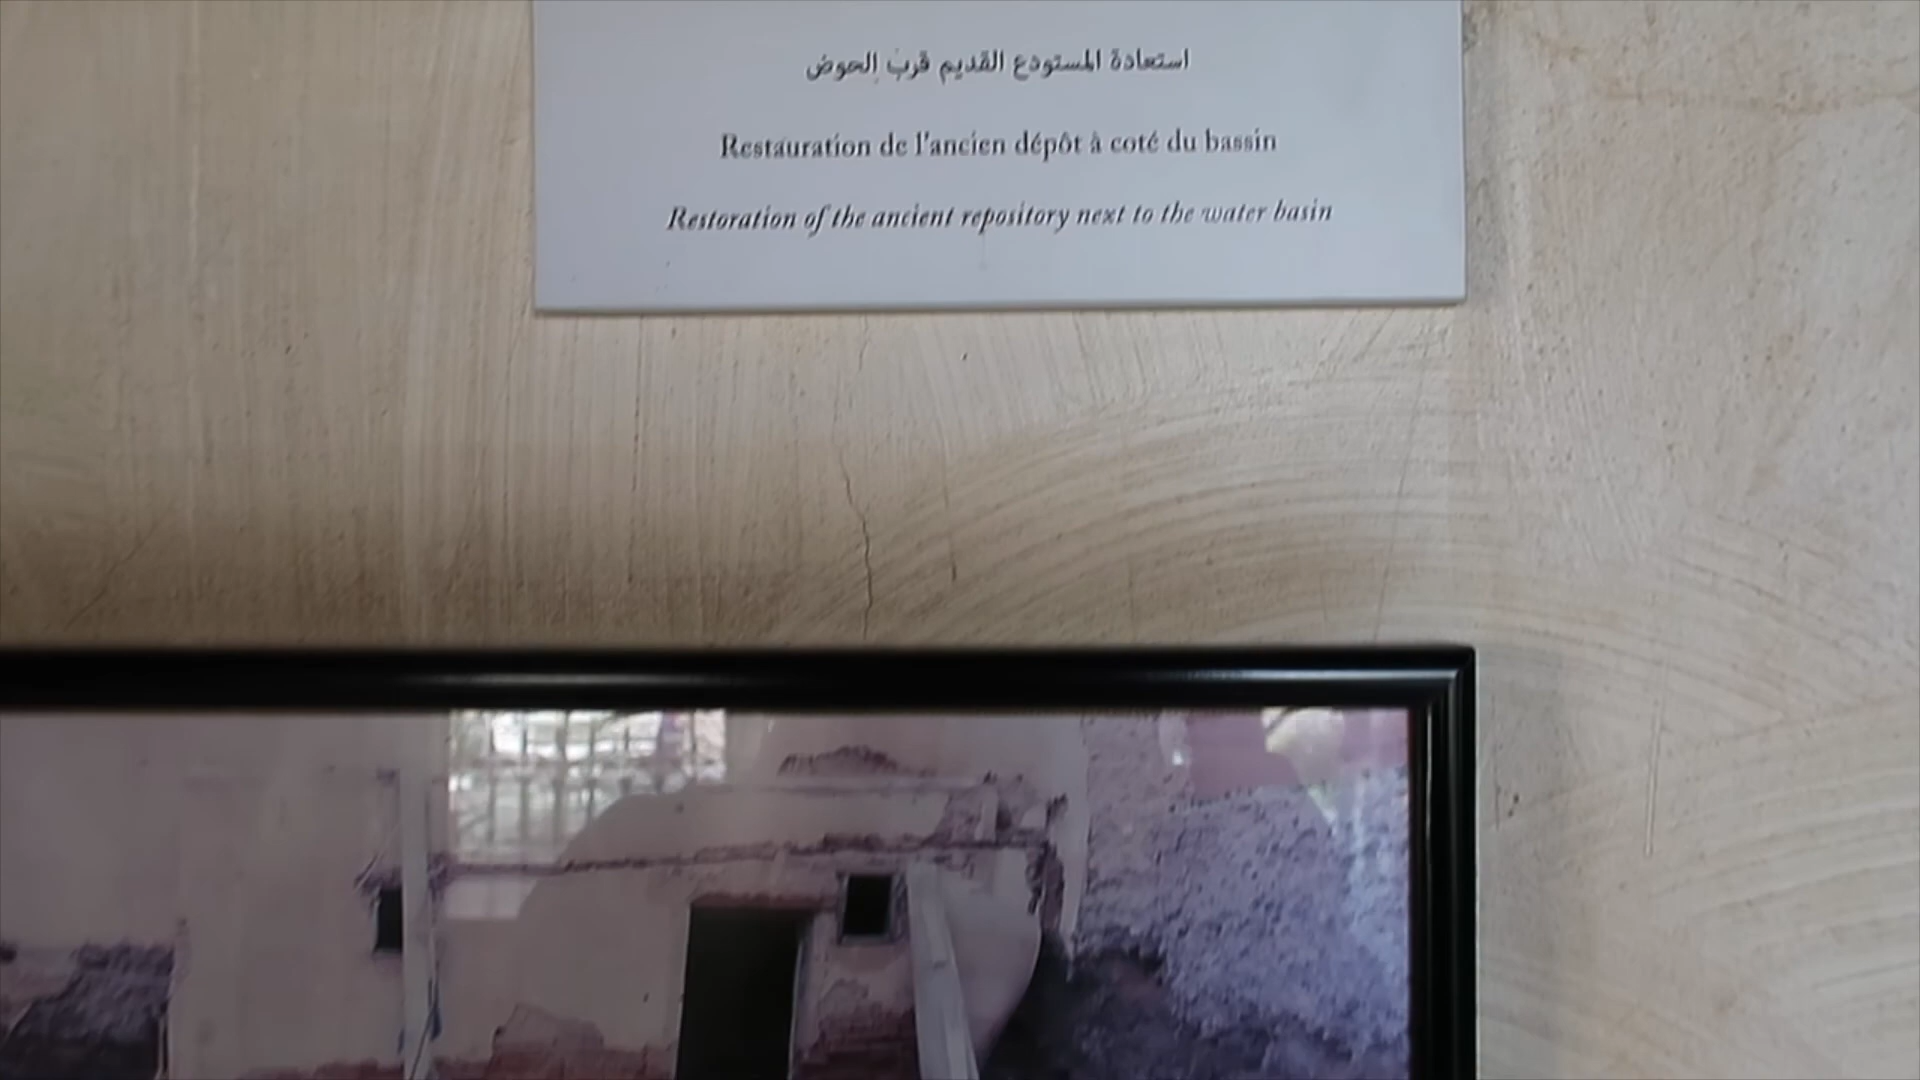 استعادة المستودع القديم قرب الحوض
Restauration de l'ancien dépôt à coté du bassin
Restoration of the ancient repository next to the water basin